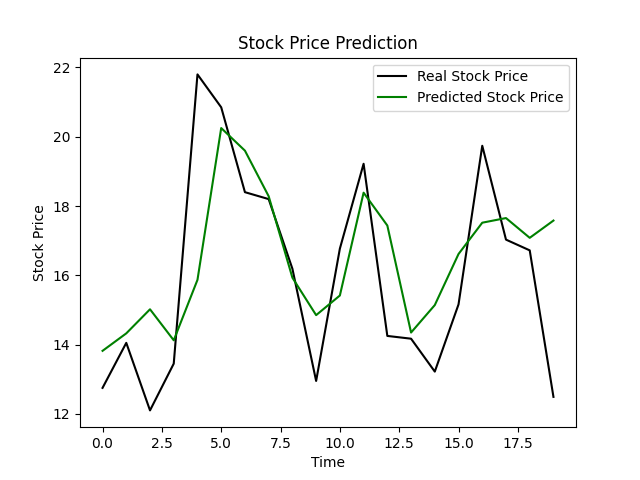 Stock Price Prediction
Real Stock Price
Predicted Stock Price
Stock Price
22
20
18
16
14
12
0.0 2.5 5.0 7.5 10.0 12.5 15.0 17.5
Time